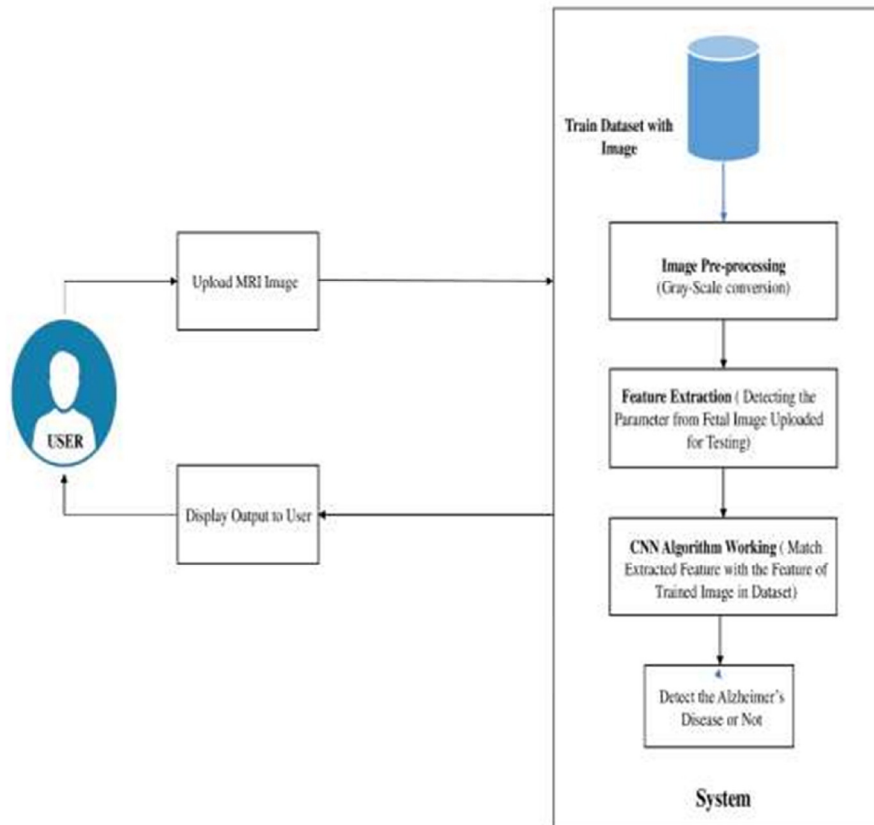 Train Dataset with
Image
Image Pre-processing
(Gray-Scale conversion)
Upload MRI Image
Feature Extraction ( Detecting the
Parameter from Fetal Image Uploaded
for Testing)
USER
Display Output to User
CNN Algorithm Working ( Match
Extracted Feature with the Feature of
Trained Image in Dataset)
Detect the Alzheimer's
Disease or Not
System